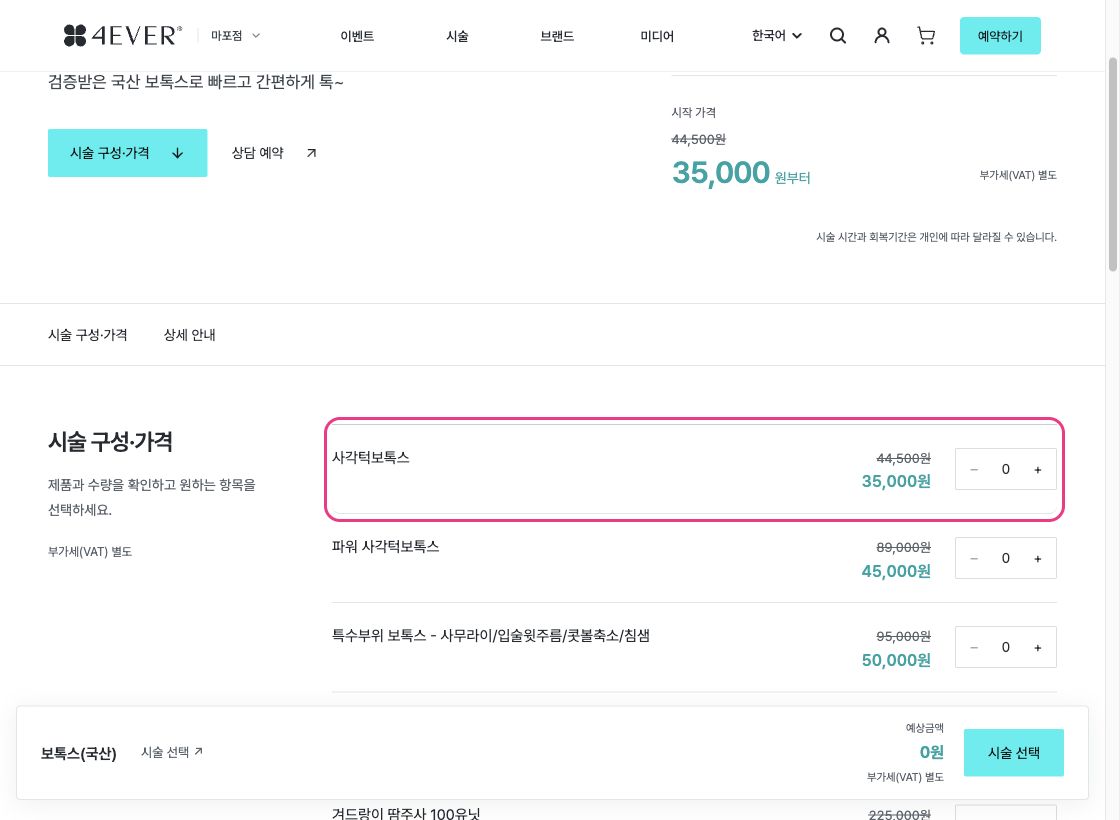 4EVER®
마포점
이벤트
시술
브랜드
미디어
한국어
예약하기
검증받은 국산 보톡스로 빠르고 간편하게 톡~
시술 구성·가격
상담 예약
시작 가격
44,500원
35,000 원부터
부가세(VAT) 별도
시술 시간과 회복기간은 개인에 따라 달라질 수 있습니다.
시술 구성·가격
상세 안내
시술 구성·가격
제품과 수량을 확인하고 원하는 항목을
선택하세요.
부가세(VAT) 별도
사각턱보톡스
44,500원
35,000원
− 0 +
파워 사각턱보톡스
89,000원
45,000원
− 0 +
특수부위 보톡스 - 사무라이/입술윗주름/콧볼축소/침샘
95,000원
50,000원
− 0 +
보톡스(국산)
시술 선택
예상금액
0원
부가세(VAT) 별도
시술 선택
겨드랑이 땀주사 100유닛
225,000원